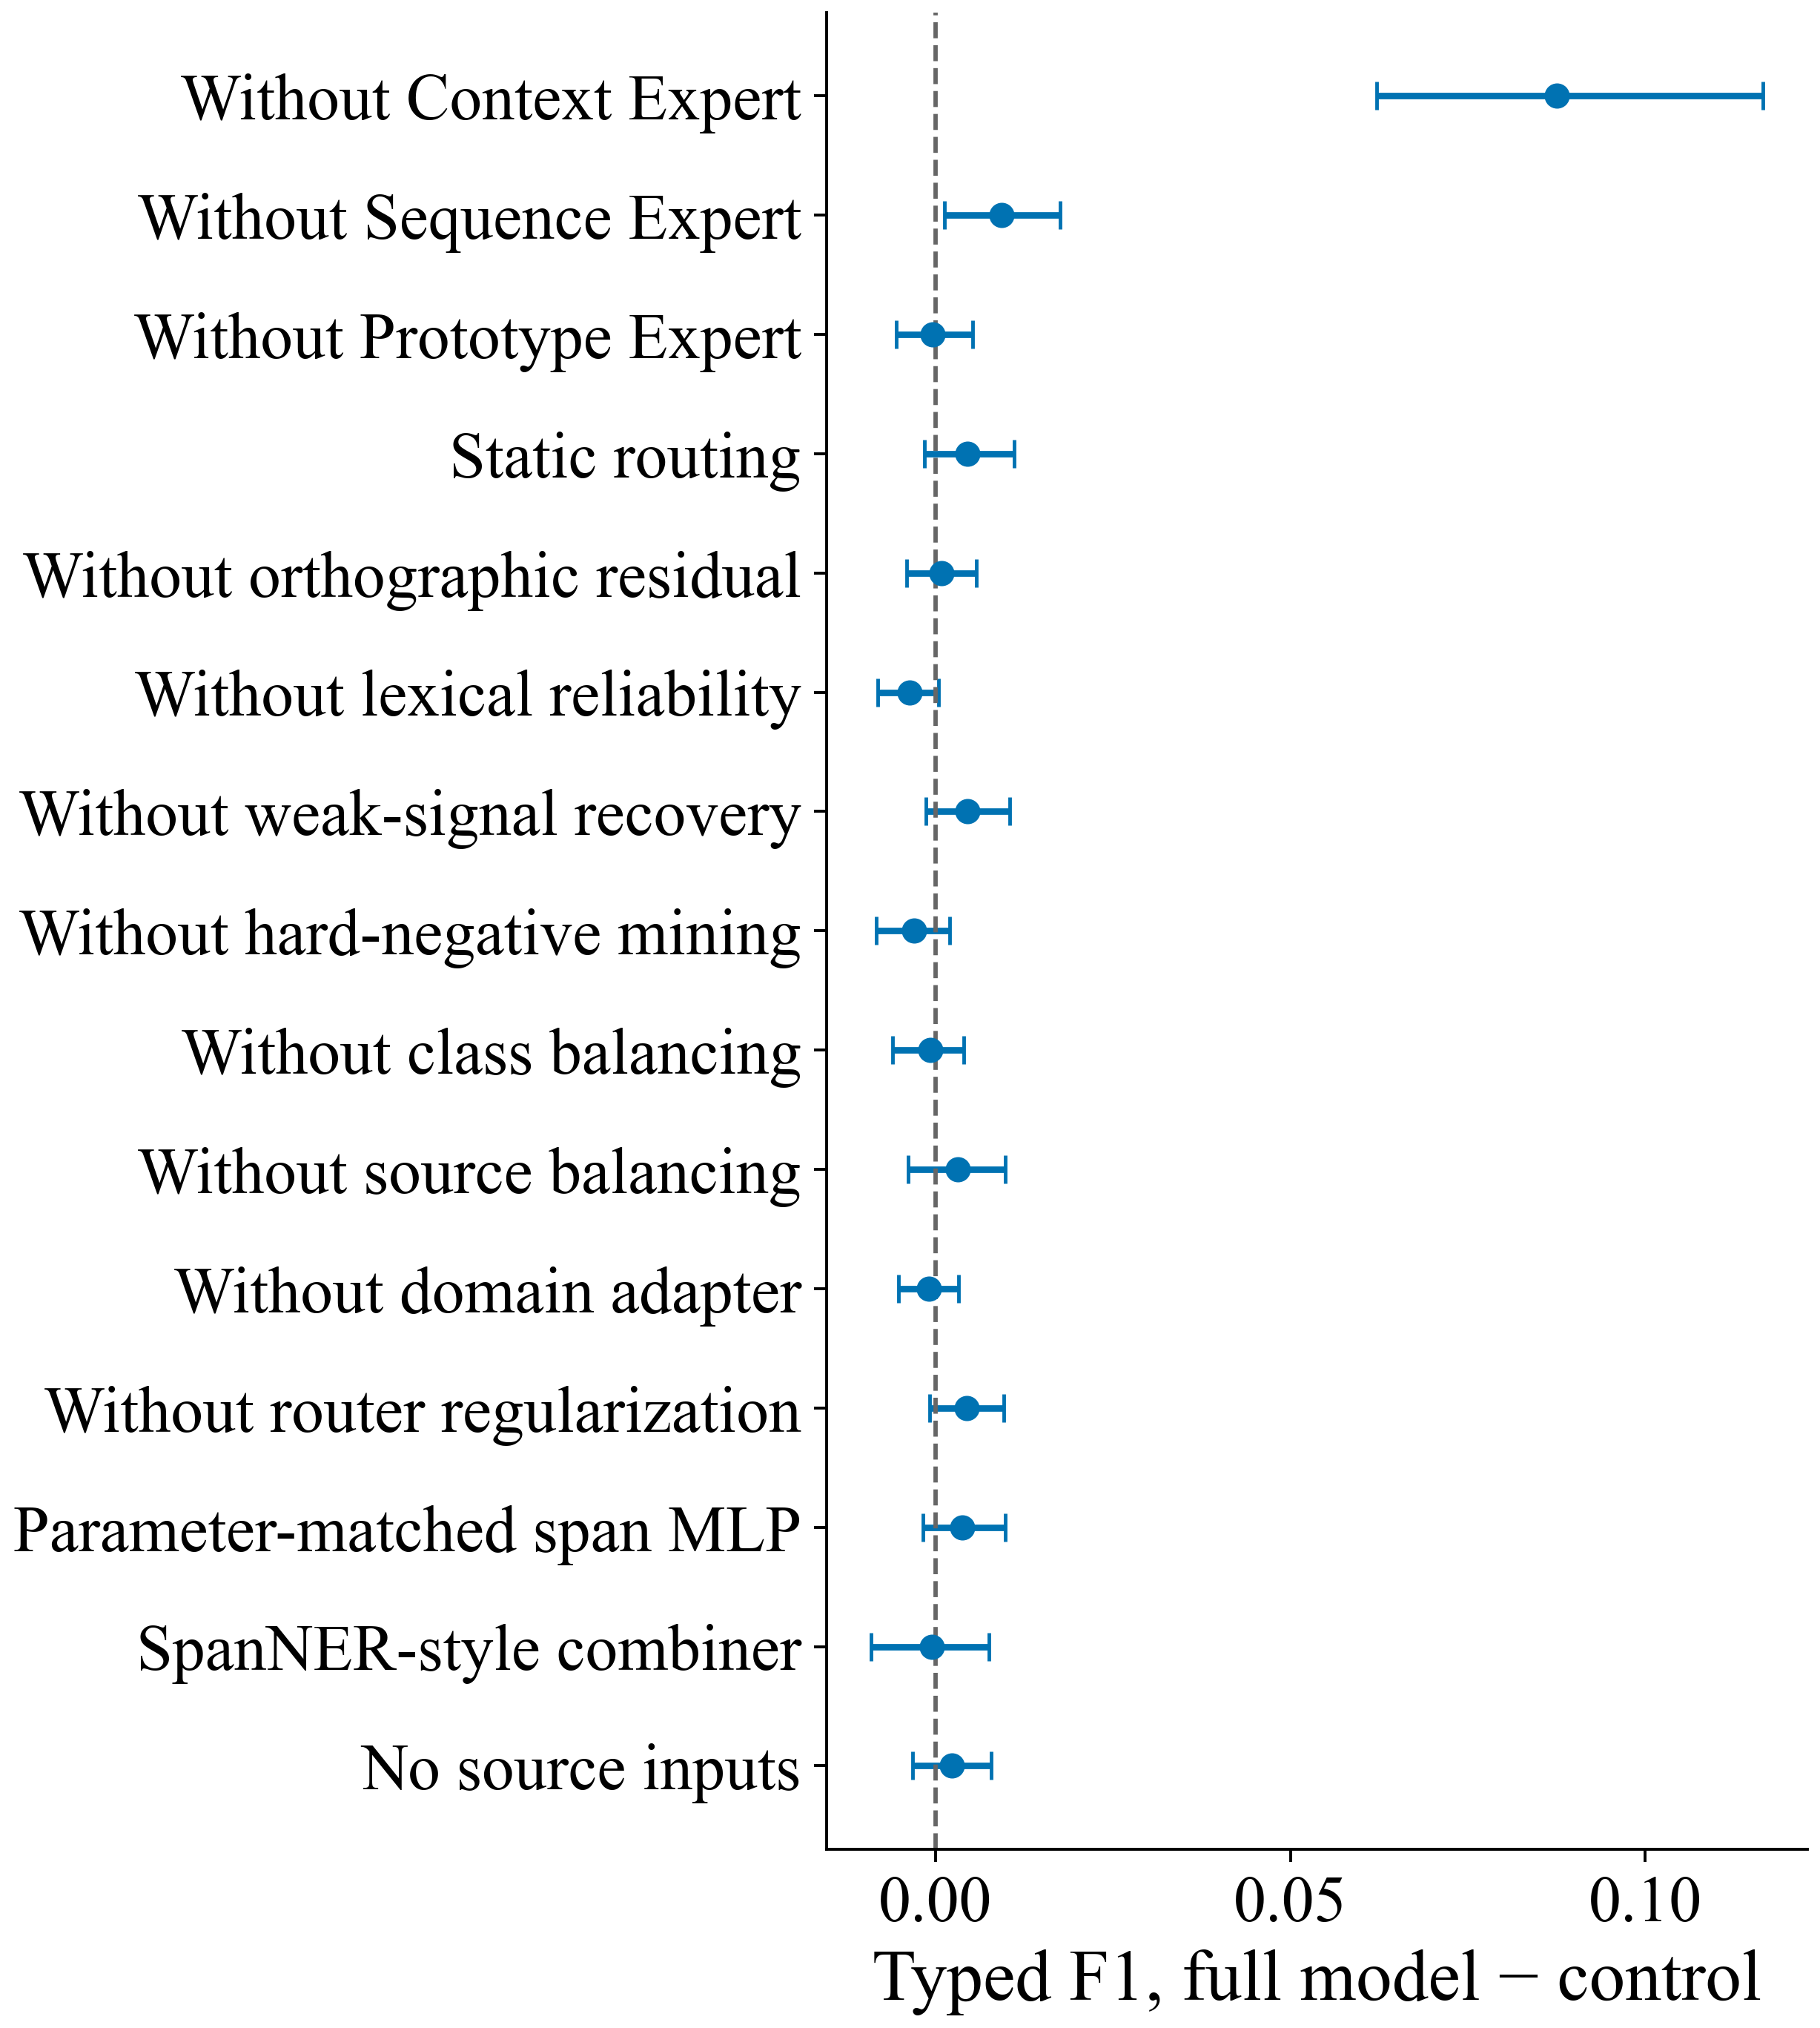 Without Context Expert
Without Sequence Expert
Without Prototype Expert
Static routing
Without orthographic residual
Without lexical reliability
Without weak-signal recovery
Without hard-negative mining
Without class balancing
Without source balancing
Without domain adapter
Without router regularization
Parameter-matched span MLP
SpanNER-style combiner
No source inputs
0.00 0.05 0.10
Typed F1, full model − control